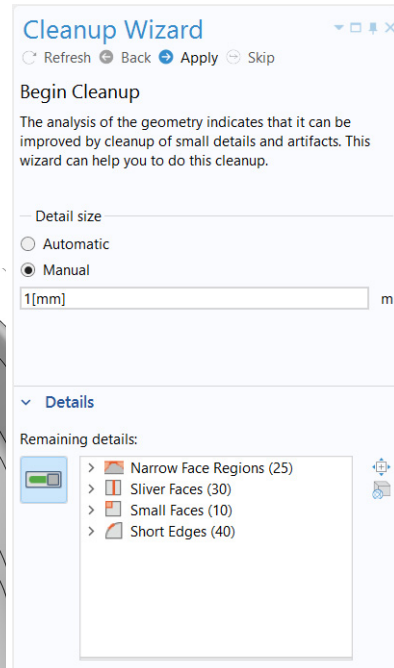 Cleanup Wizard
Refresh Back Apply Skip
Begin Cleanup
The analysis of the geometry indicates that it can be
improved by cleanup of small details and artifacts. This
wizard can help you to do this cleanup.
Detail size
Automatic
Manual
1[mm] m
Details
Remaining details:
Narrow Face Regions (25)
Sliver Faces (30)
Small Faces (10)
Short Edges (40)